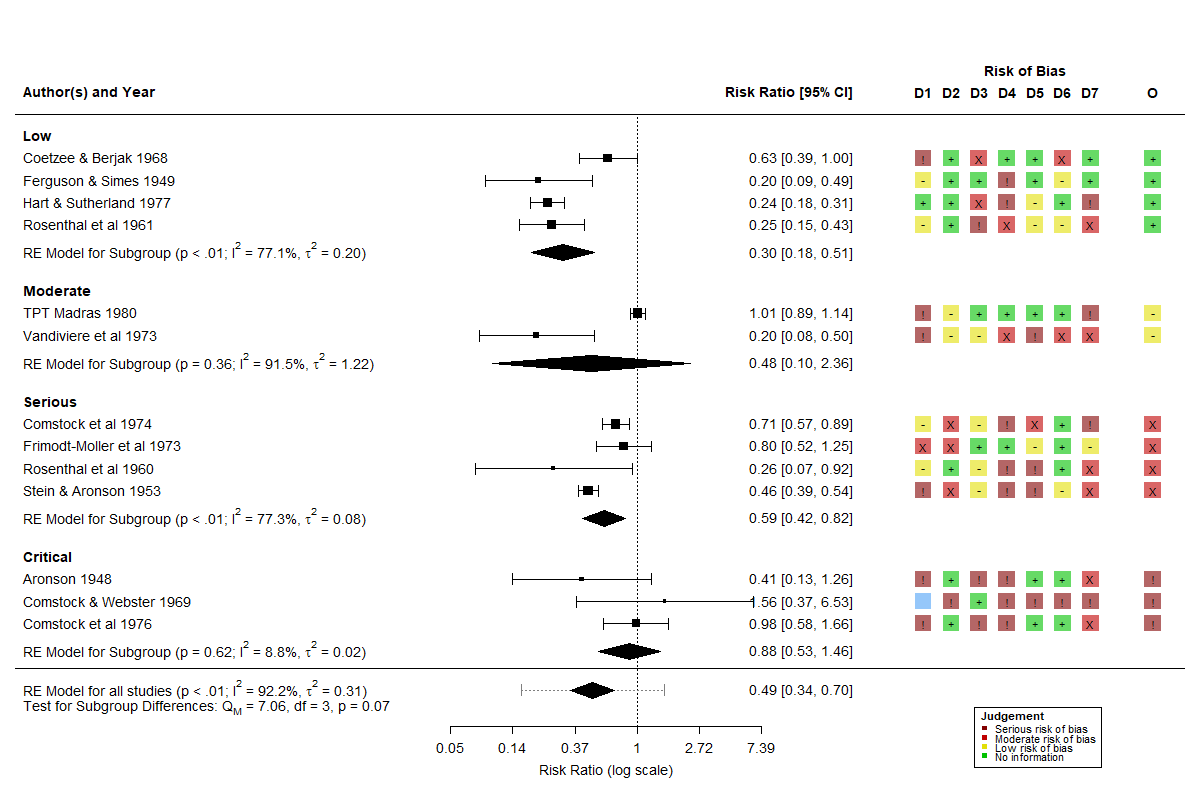 Risk of Bias
Author(s) and Year Risk Ratio [95% CI] D1 D2 D3 D4 D5 D6 D7 O
Low
Coetzee & Berjak 1968 0.63 [0.39, 1.00] ! + X + + X + +
Ferguson & Simes 1949 0.20 [0.09, 0.49] - + + ! + - + +
Hart & Sutherland 1977 0.24 [0.18, 0.31] + + X ! - + ! +
Rosenthal et al 1961 0.25 [0.15, 0.43] - + ! X - - X +
RE Model for Subgroup (p < .01; I² = 77.1%, τ² = 0.20) 0.30 [0.18, 0.51]
Moderate
TPT Madras 1980 1.01 [0.89, 1.14] ! - + + + + ! -
Vandiviere et al 1973 0.20 [0.08, 0.50] ! - - X ! X X -
RE Model for Subgroup (p = 0.36; I² = 91.5%, τ² = 1.22) 0.48 [0.10, 2.36]
Serious
Comstock et al 1974 0.71 [0.57, 0.89] - X - ! X + ! X
Frimodt-Moller et al 1973 0.80 [0.52, 1.25] X X + + - + - X
Rosenthal et al 1960 0.26 [0.07, 0.92] - + - ! ! + X X
Stein & Aronson 1953 0.46 [0.39, 0.54] ! X - ! ! - X X
RE Model for Subgroup (p < .01; I² = 77.3%, τ² = 0.08) 0.59 [0.42, 0.82]
Critical
Aronson 1948 0.41 [0.13, 1.26] ! + ! ! + + X !
Comstock & Webster 1969 1.56 [0.37, 6.53] ! + ! ! ! ! !
Comstock et al 1976 0.98 [0.58, 1.66] ! + ! ! + + X !
RE Model for Subgroup (p = 0.62; I² = 8.8%, τ² = 0.02) 0.88 [0.53, 1.46]
RE Model for all studies (p < .01; I² = 92.2%, τ² = 0.31) 0.49 [0.34, 0.70]
Test for Subgroup Differences: Q_M = 7.06, df = 3, p = 0.07
0.05 0.14 0.37 1 2.72 7.39
Risk Ratio (log scale)
Judgement
Serious risk of bias
Moderate risk of bias
Low risk of bias
No information